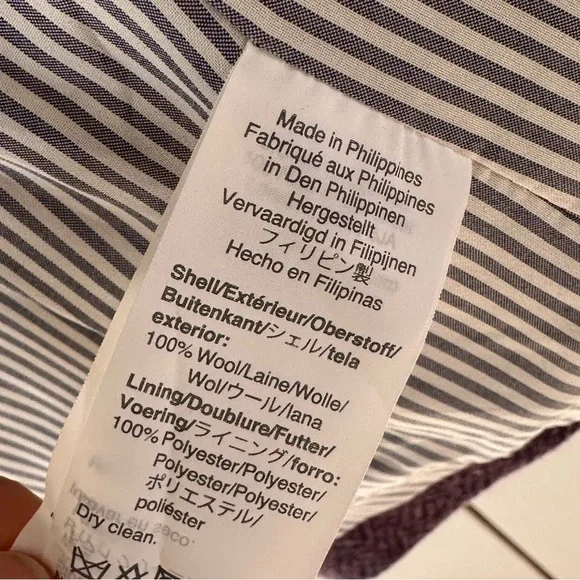 Made in Philippines
Fabriqué aux Philippines
in Den Philippinen
Hergestellt
Vervaardigd in Filipijnen
フィリピン製
Hecho en Filipinas
Shell/Extérieur/Oberstoff/
Buitenkant/シェル/tela
exterior:
100% Wool/Laine/Wolle/
Wol/ウール/lana
Lining/Doublure/Futter/
Voering/ライニング/forro:
100% Polyester/Polyester/
Polyester/Polyester/
ポリエステル/
poliéster
Dry clean.